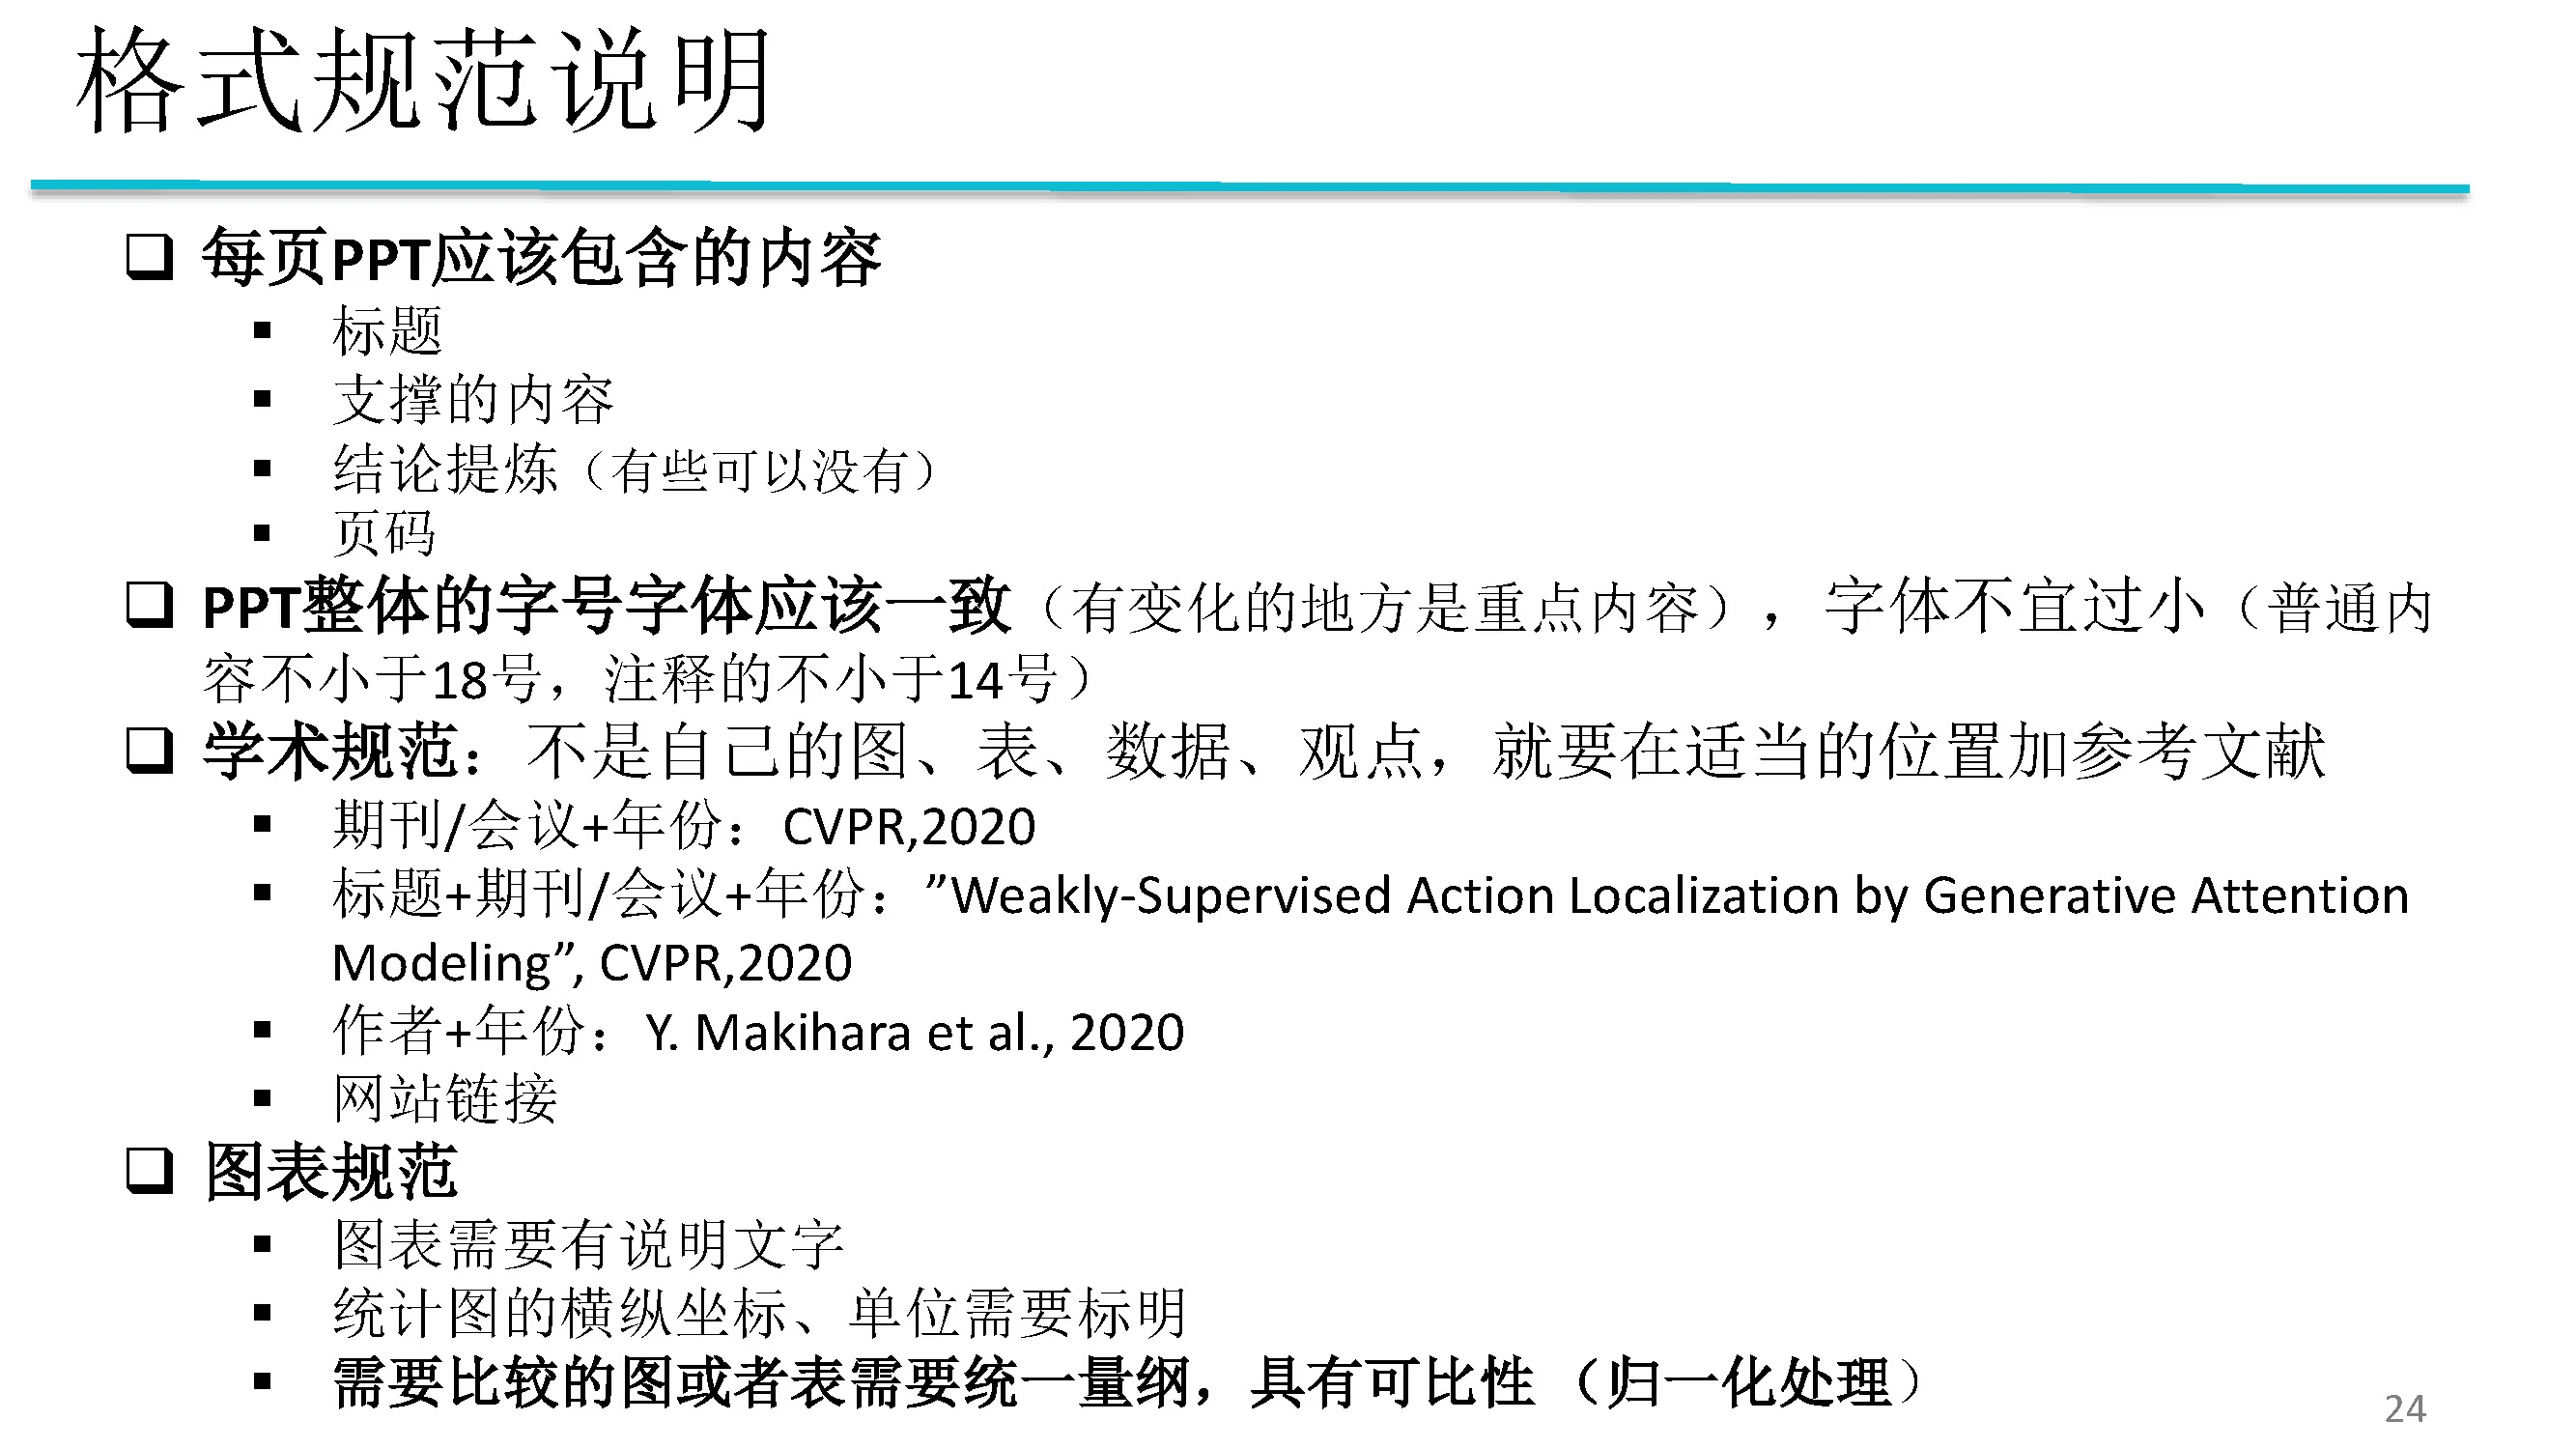 格式规范说明
❑ 每页PPT应该包含的内容
▪ 标题
▪ 支撑的内容
▪ 结论提炼（有些可以没有）
▪ 页码
❑ PPT整体的字号字体应该一致（有变化的地方是重点内容），字体不宜过小（普通内
容不小于18号，注释的不小于14号）
❑ 学术规范：不是自己的图、表、数据、观点，就要在适当的位置加参考文献
▪ 期刊/会议+年份：CVPR,2020
▪ 标题+期刊/会议+年份：”Weakly-Supervised Action Localization by Generative Attention
Modeling”, CVPR,2020
▪ 作者+年份：Y. Makihara et al., 2020
▪ 网站链接
❑ 图表规范
▪ 图表需要有说明文字
▪ 统计图的横纵坐标、单位需要标明
▪ 需要比较的图或者表需要统一量纲，具有可比性（归一化处理）
24